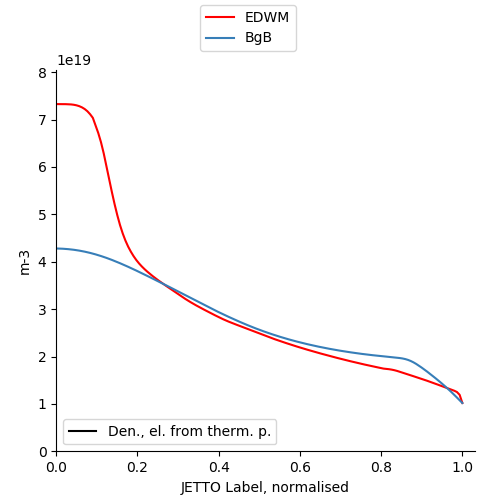 EDWM
BgB
1e19
8
7
6
5
4
3
2
1
0
m-3
Den., el. from therm. p.
0.0 0.2 0.4 0.6 0.8 1.0
JETTO Label, normalised